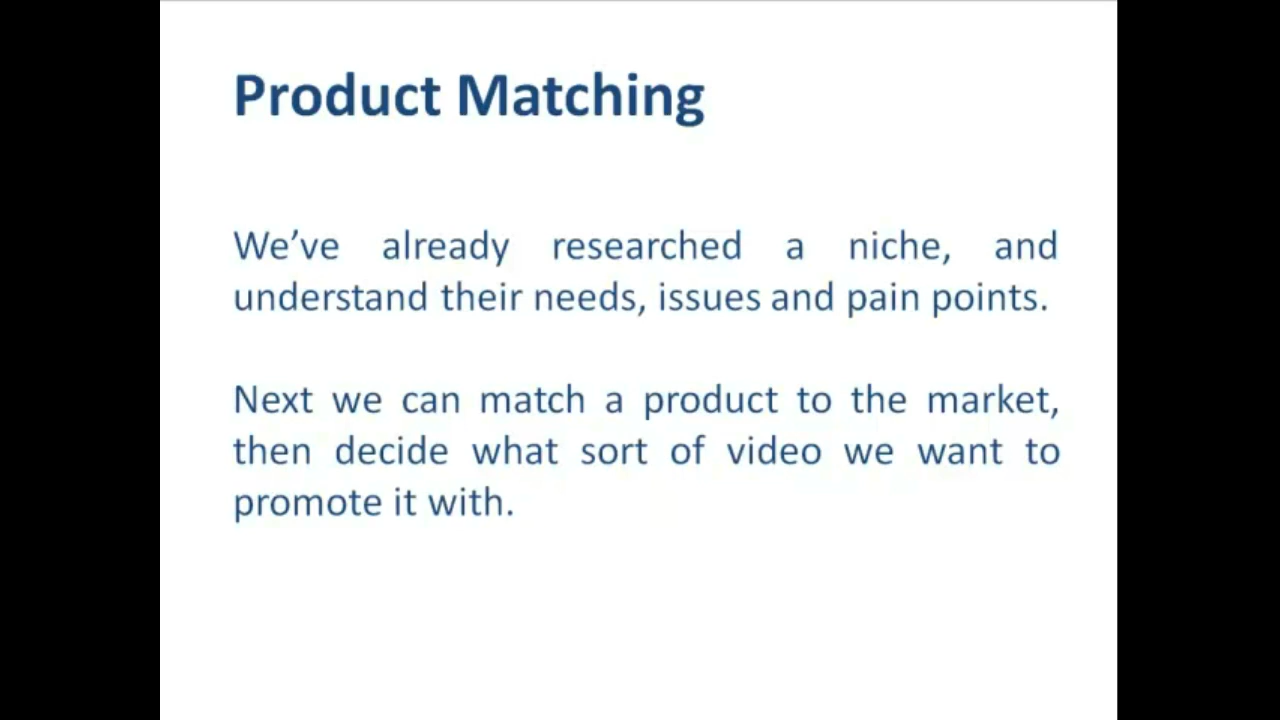 Product Matching
We’ve already researched a niche, and
understand their needs, issues and pain points.
Next we can match a product to the market,
then decide what sort of video we want to
promote it with.